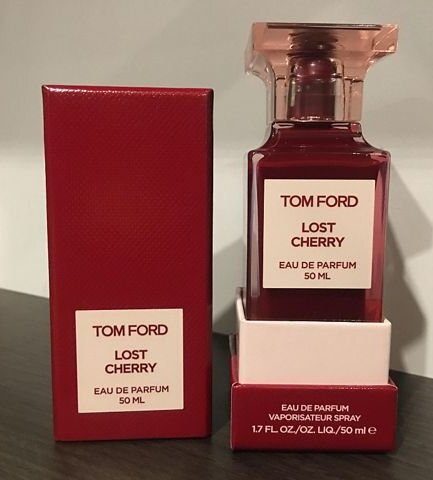 TOM FORD
LOST
CHERRY
EAU DE PARFUM
50 ML
TOM FORD
LOST
CHERRY
EAU DE PARFUM
50 ML
EAU DE PARFUM
VAPORISATEUR SPRAY
1.7 FL. OZ./OZ. LIQ./50 ml ℮